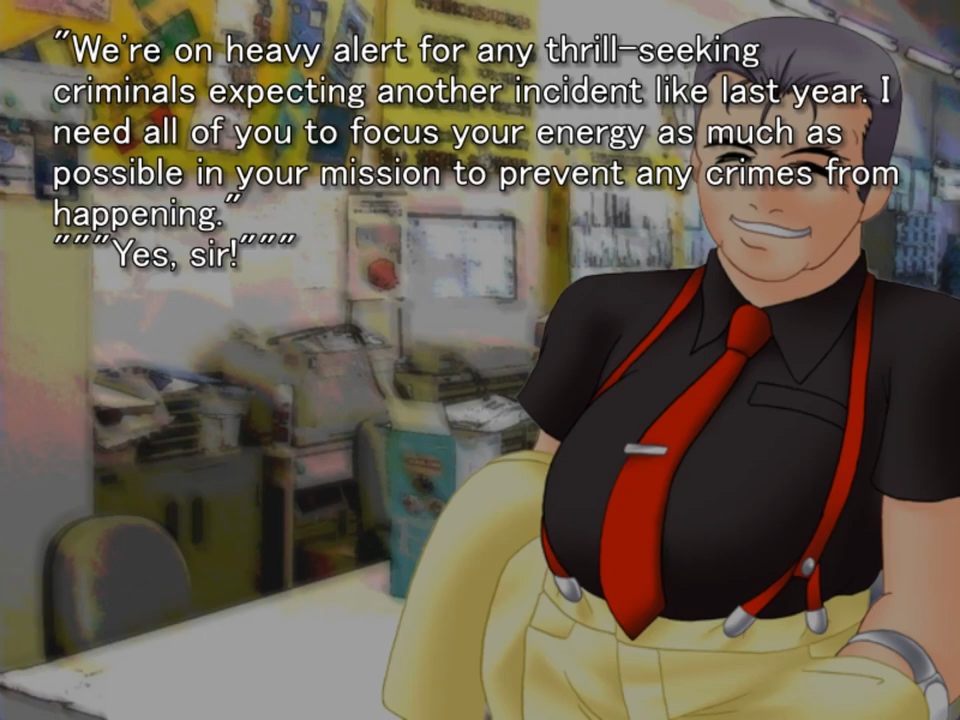 "We're on heavy alert for any thrill-seeking
criminals expecting another incident like last year. I
need all of you to focus your energy as much as
possible in your mission to prevent any crimes from
happening."
"""Yes, sir!"""